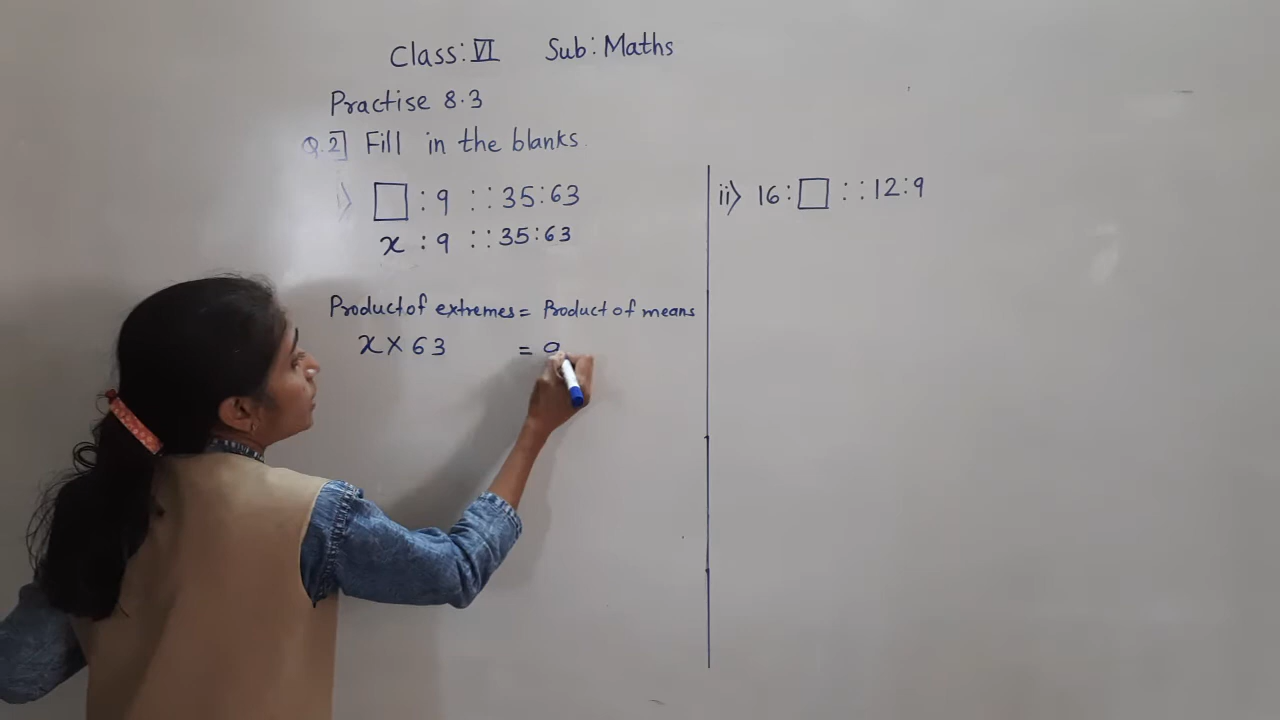 Class: VI Sub: Maths
Practise 8.3
Q.2] Fill in the blanks
i) □ : 9 :: 35:63
x : 9 :: 35:63
Product of extremes = Product of means
x × 63 = 9
ii) 16: □ :: 12:9